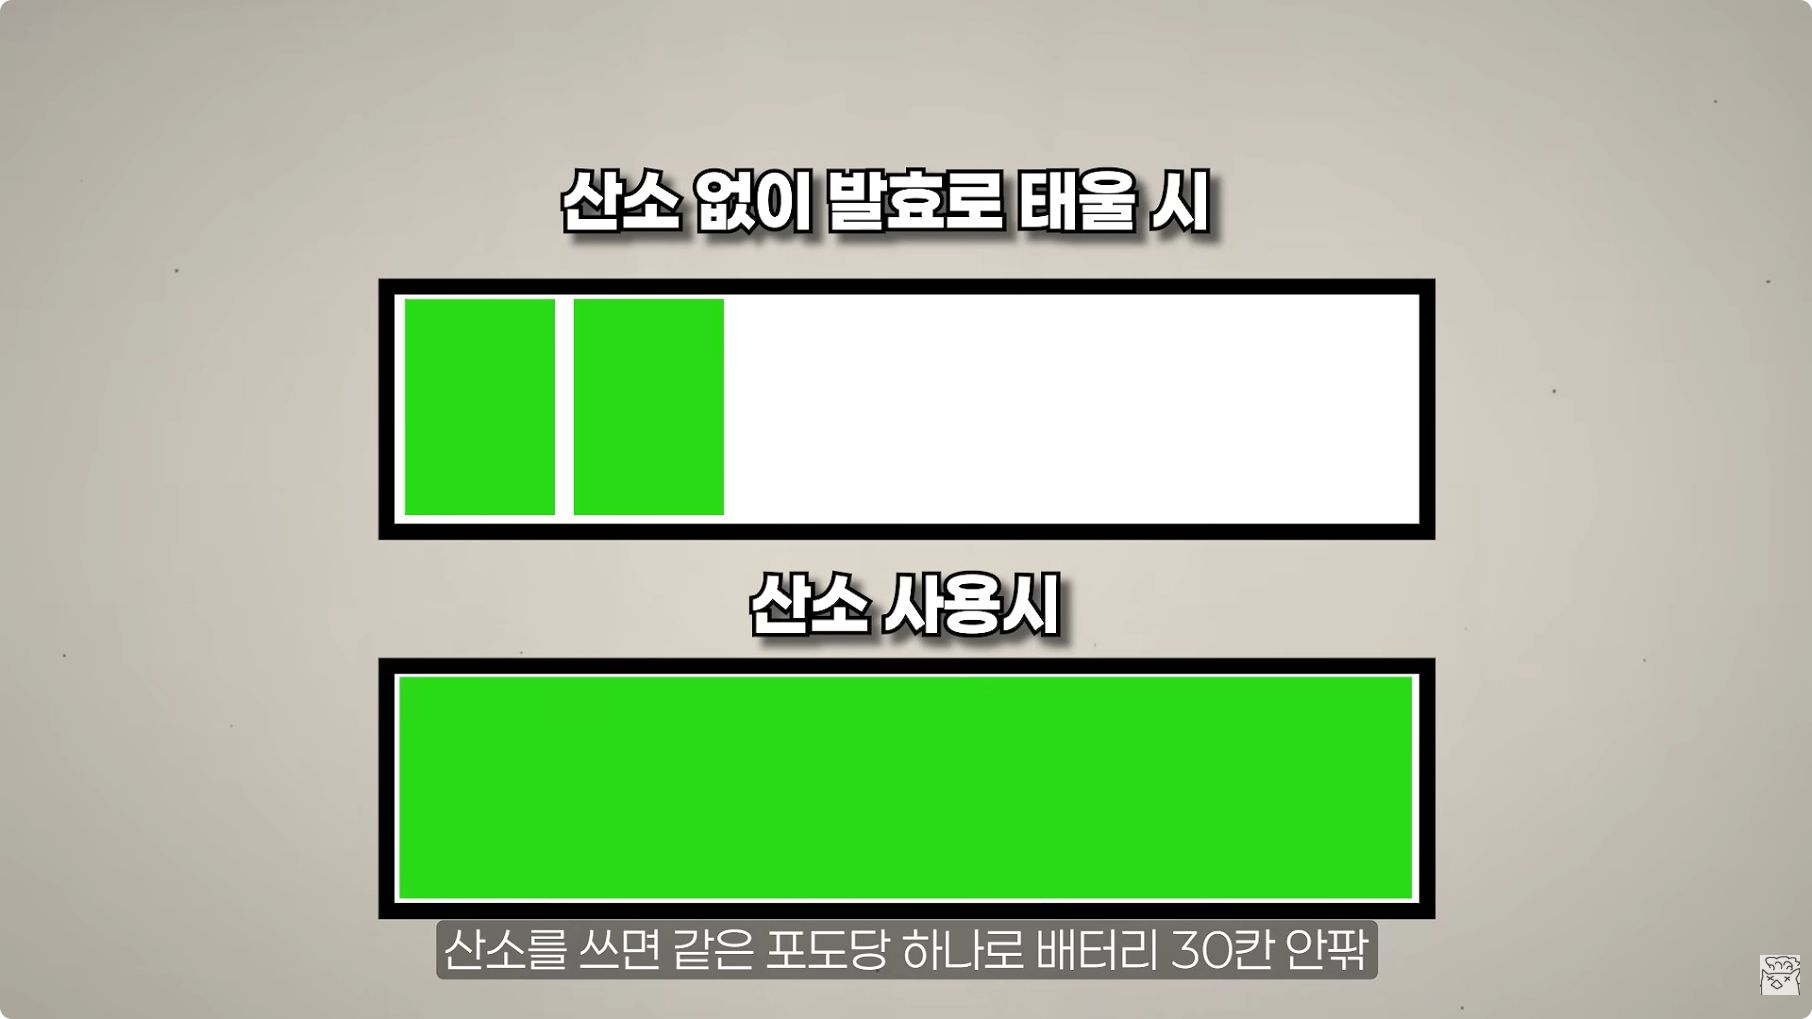 산소 없이 발효로 태울 시
산소 사용시
산소를 쓰면 같은 포도당 하나로 배터리 30칸 안팎